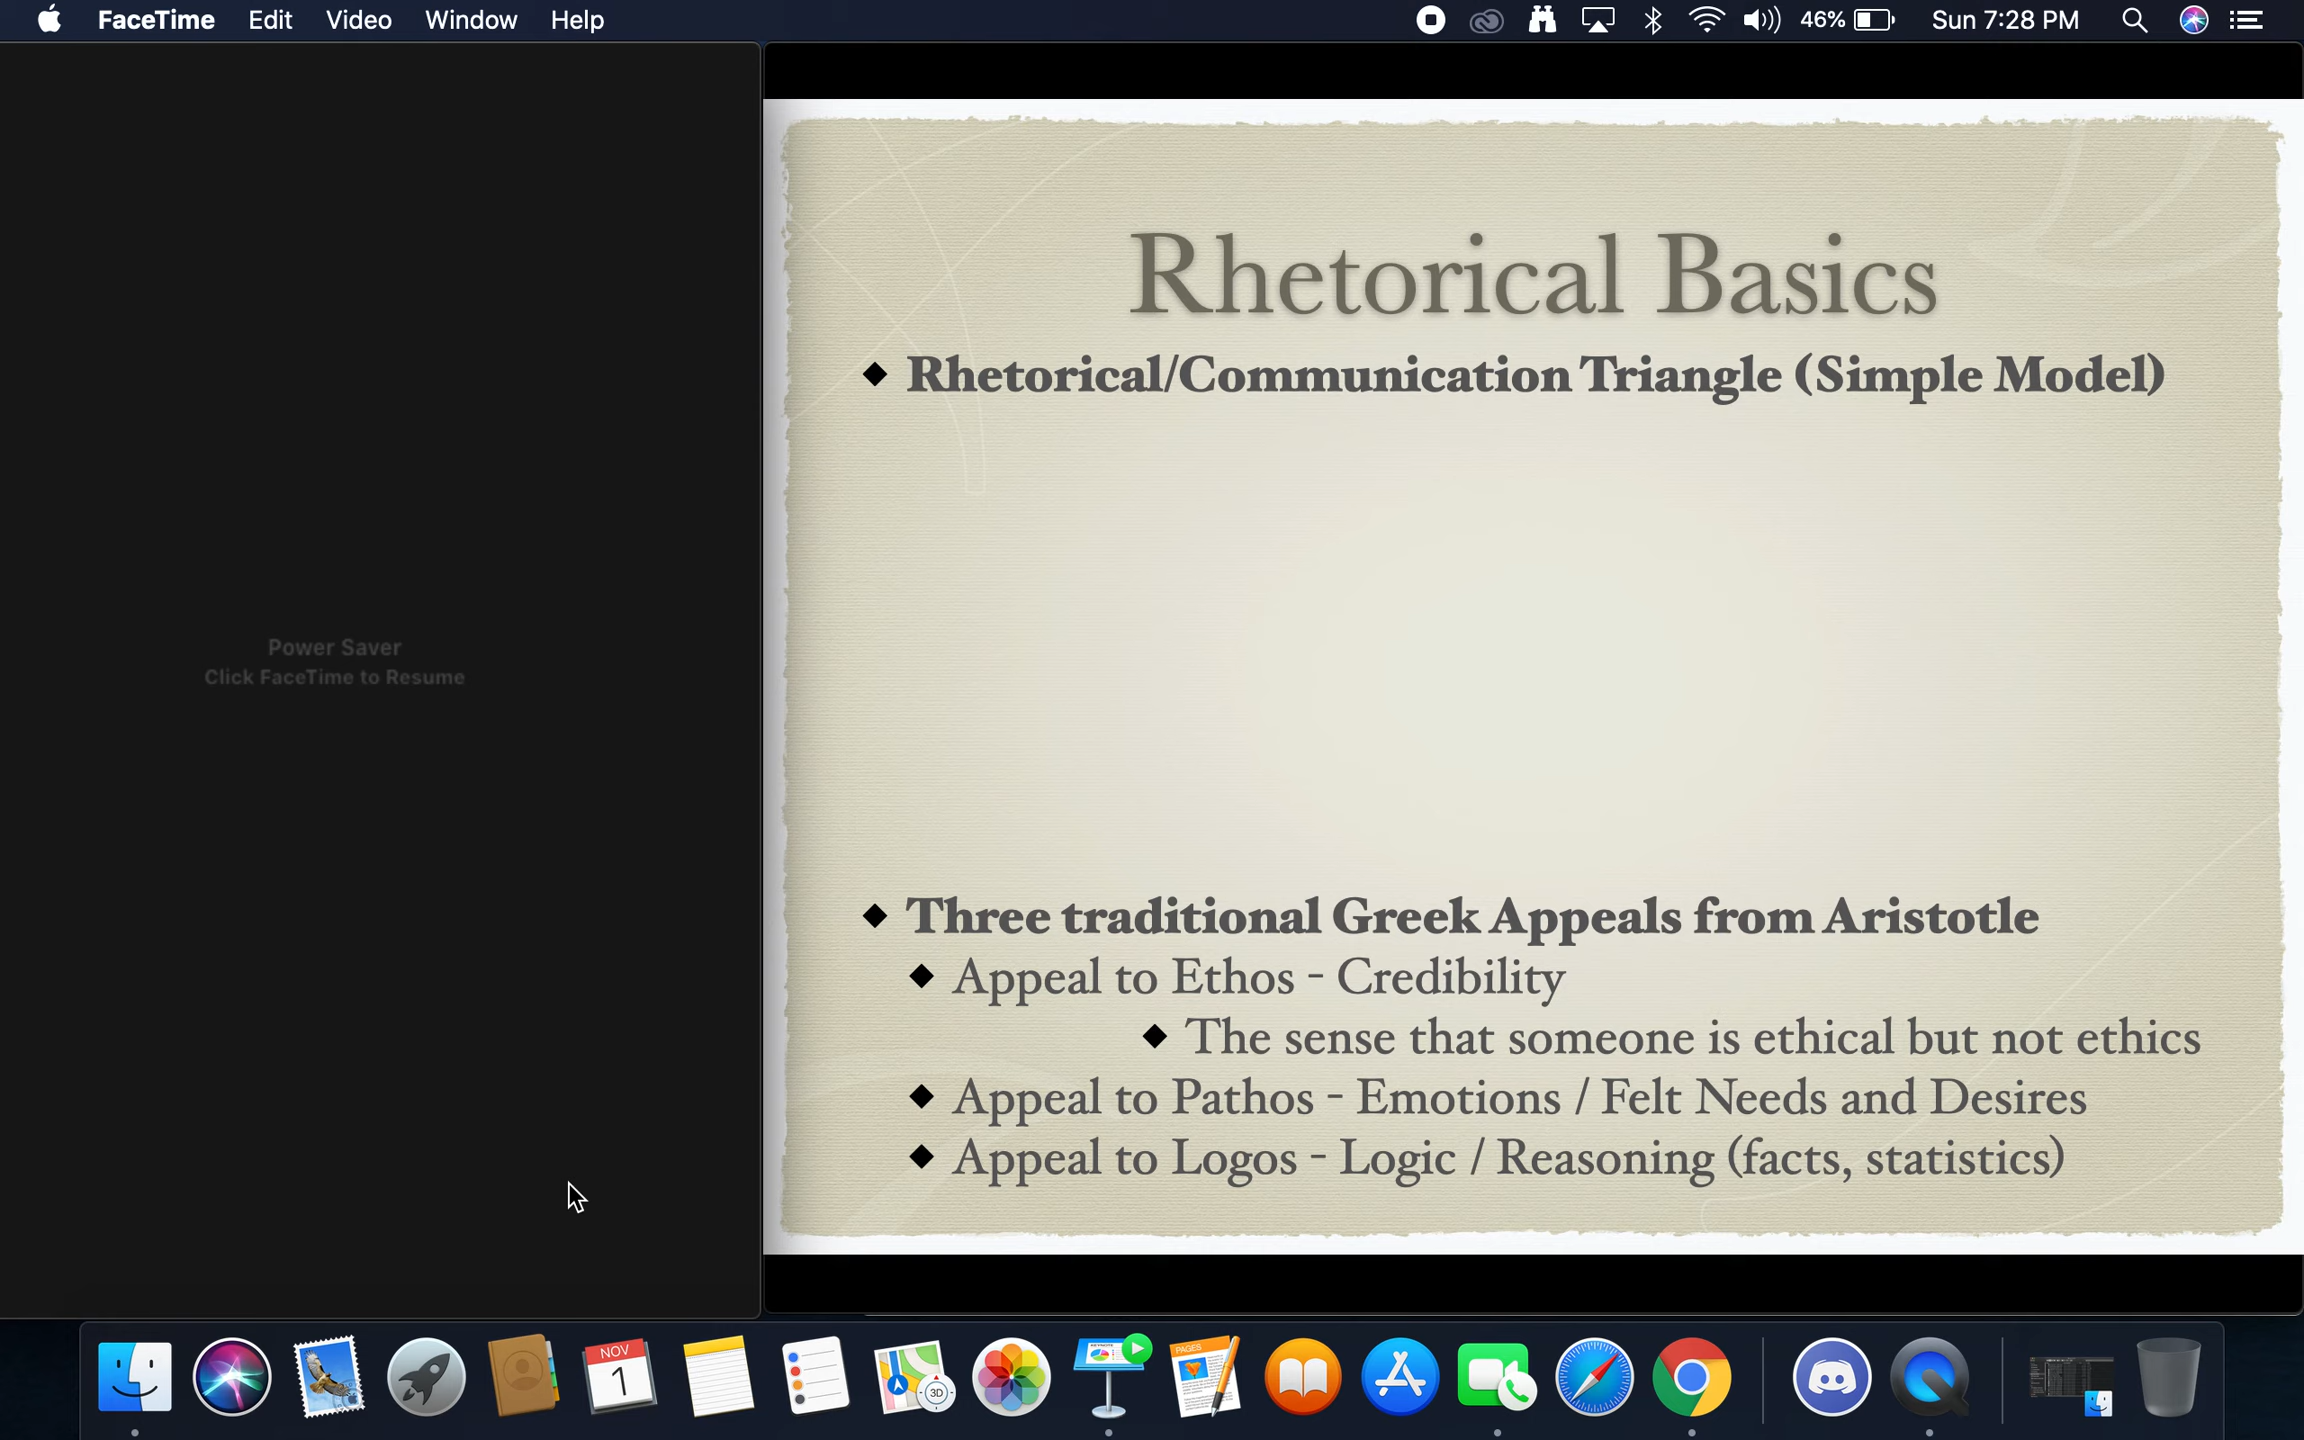 FaceTime Edit Video Window Help 46% Sun 7:28 PM
Power Saver
Click FaceTime to Resume
Rhetorical Basics
◆ Rhetorical/Communication Triangle (Simple Model)
◆ Three traditional Greek Appeals from Aristotle
◆ Appeal to Ethos - Credibility
◆ The sense that someone is ethical but not ethics
◆ Appeal to Pathos - Emotions / Felt Needs and Desires
◆ Appeal to Logos - Logic / Reasoning (facts, statistics)
NOV
1
3D
PAGES